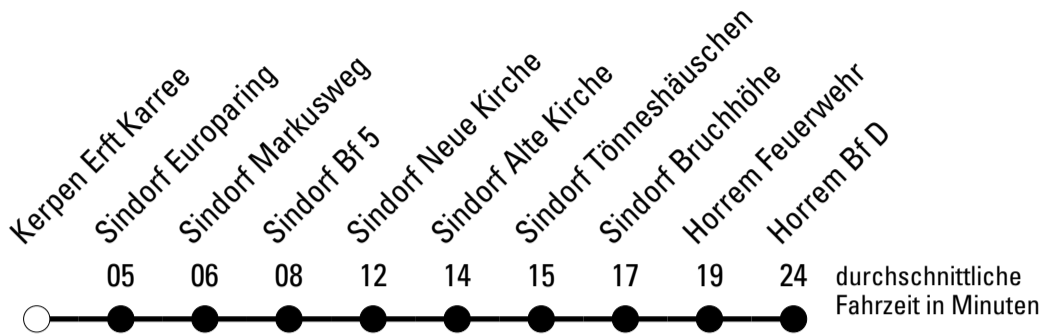 Kerpen Erft Karree
Sindorf Europaring
Sindorf Markusweg
Sindorf Bf 5
Sindorf Neue Kirche
Sindorf Alte Kirche
Sindorf Tönneshäuschen
Sindorf Bruchhöhe
Horrem Feuerwehr
Horrem Bf D
05 06 08 12 14 15 17 19 24
durchschnittliche
Fahrzeit in Minuten